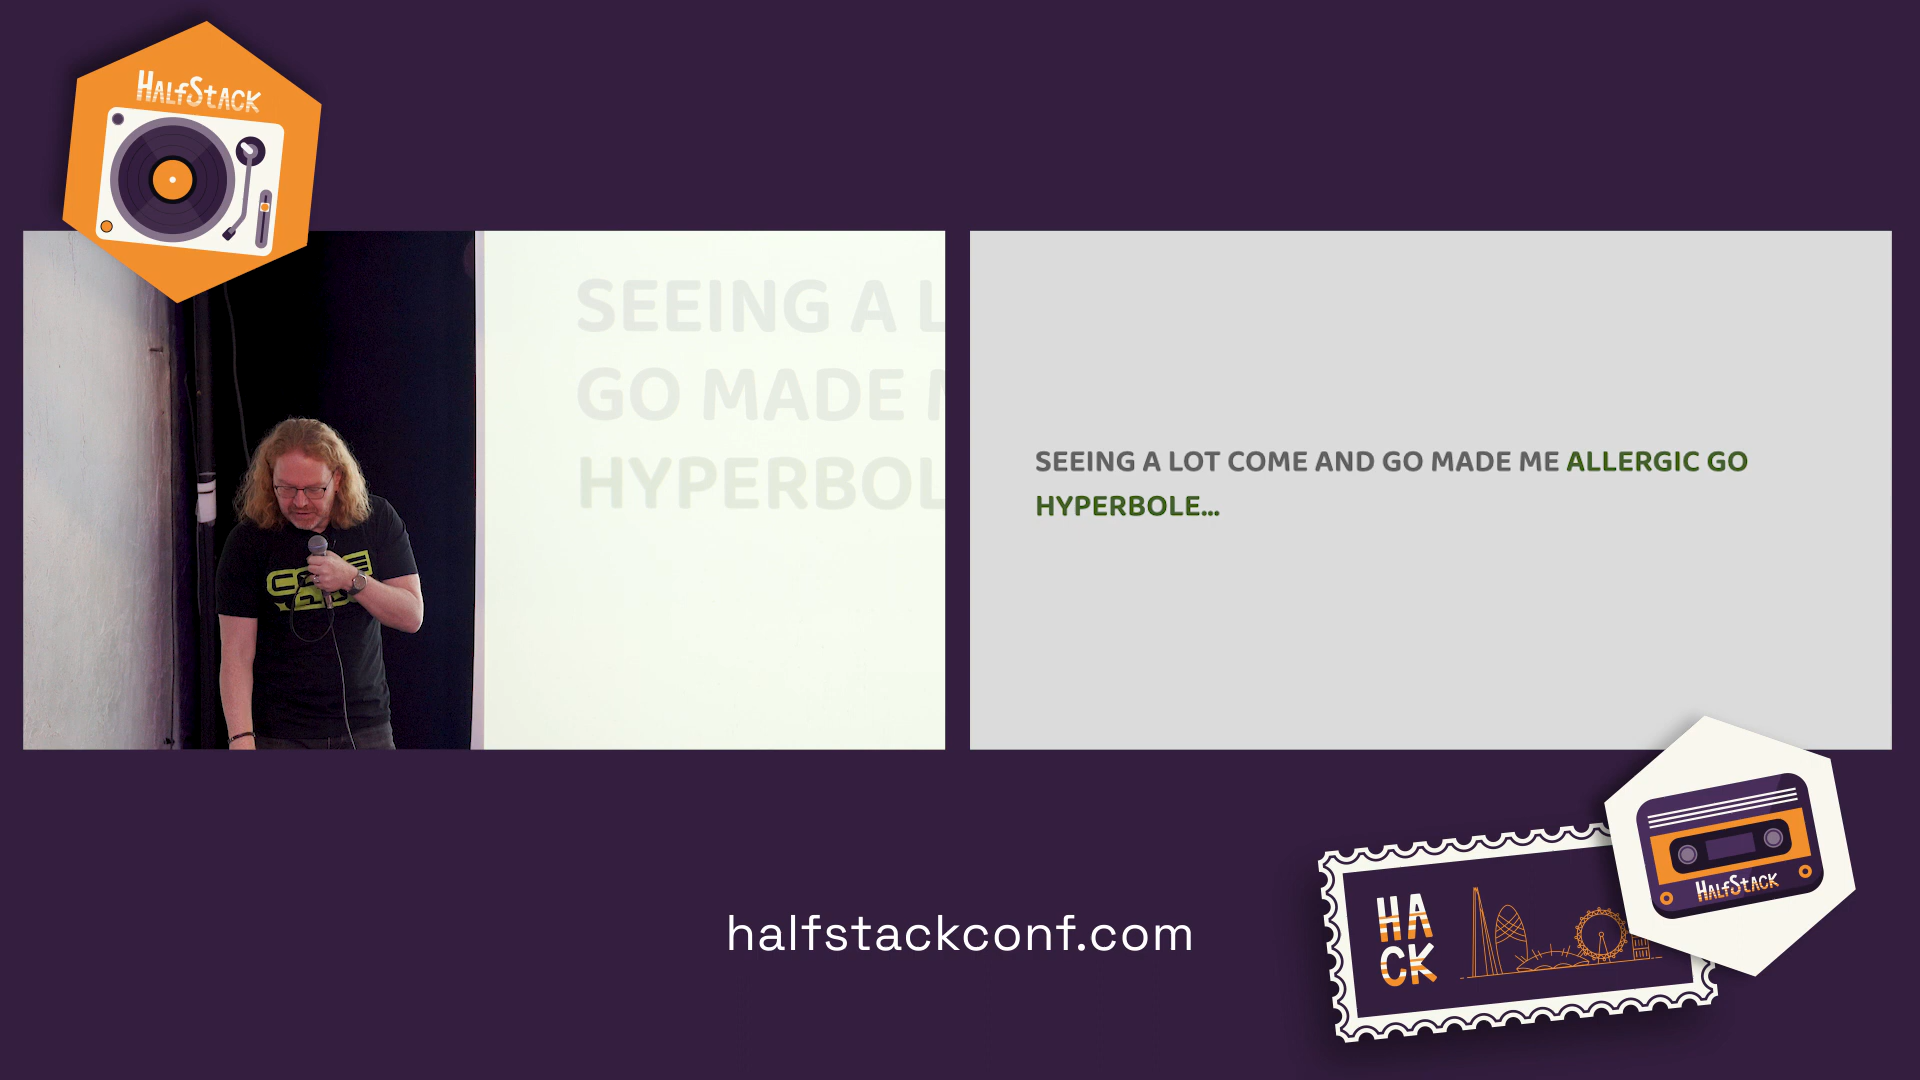 HALFSTACK
SEEING A L
GO MADE
HYPERBOL
SEEING A LOT COME AND GO MADE ME ALLERGIC GO
HYPERBOLE...
halfstackconf.com
HA
CK
HALFSTACK